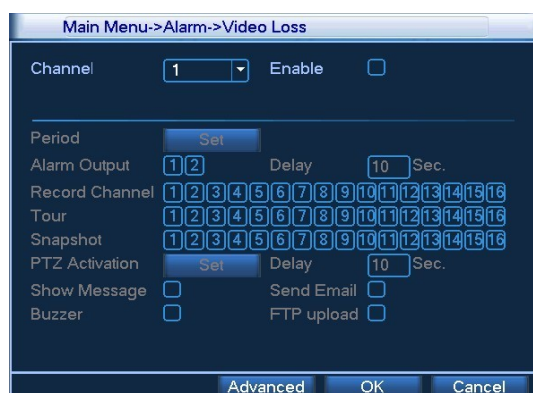 Main Menu->Alarm->Video Loss
Channel 1 Enable
Period Set
Alarm Output 1 2 Delay 10 Sec.
Record Channel 1 2 3 4 5 6 7 8 9 10 11 12 13 14 15 16
Tour 1 2 3 4 5 6 7 8 9 10 11 12 13 14 15 16
Snapshot 1 2 3 4 5 6 7 8 9 10 11 12 13 14 15 16
PTZ Activation Set Delay 10 Sec.
Show Message Send Email
Buzzer FTP upload
Advanced OK Cancel